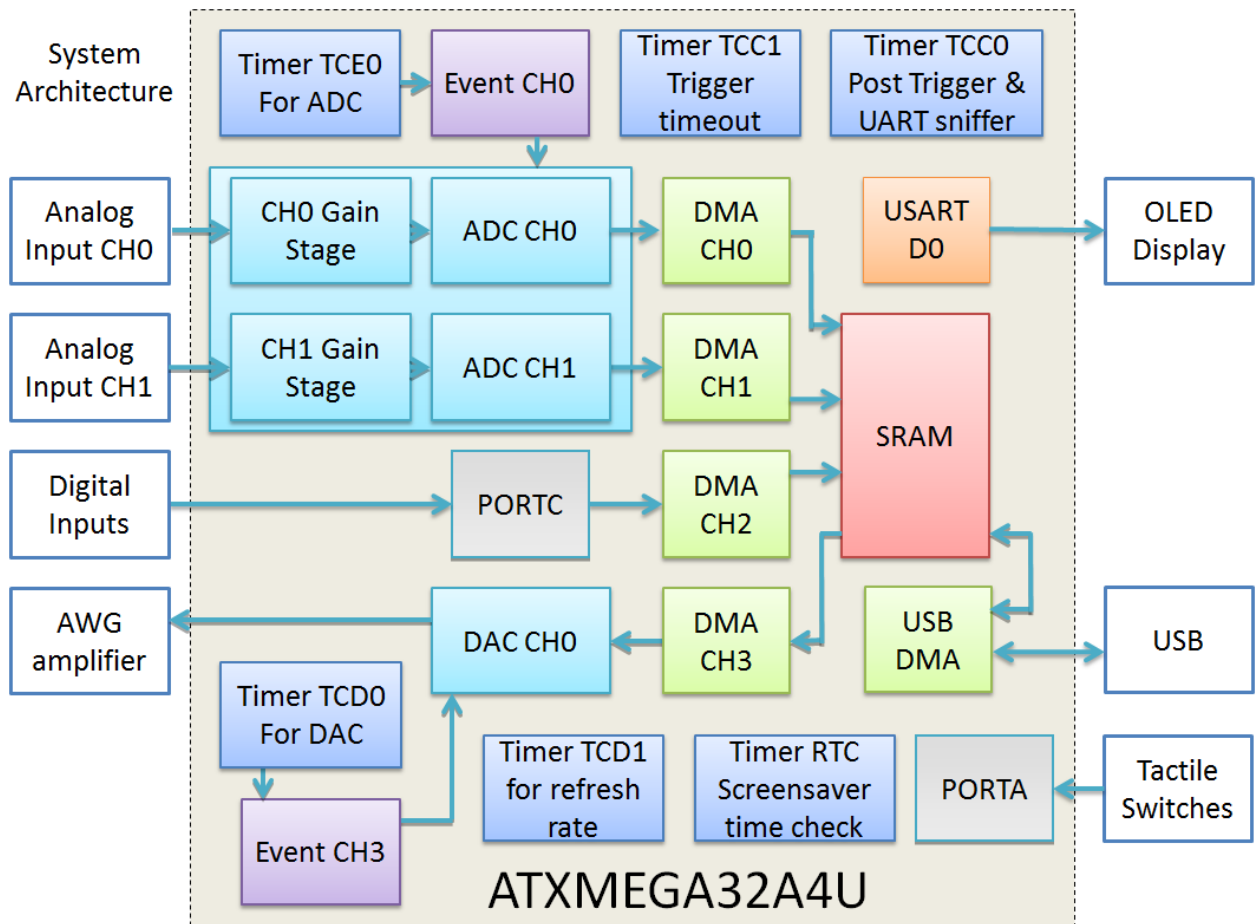 System
Architecture
Timer TCE0
For ADC
Event CH0
Timer TCC1
Trigger
timeout
Timer TCC0
Post Trigger &
UART sniffer
Analog
Input CH0
CH0 Gain
Stage
ADC CH0
DMA
CH0
USART
D0
OLED
Display
Analog
Input CH1
CH1 Gain
Stage
ADC CH1
DMA
CH1
SRAM
Digital
Inputs
PORTC
DMA
CH2
AWG
amplifier
DAC CH0
DMA
CH3
USB
DMA
USB
Timer TCD0
For DAC
Event CH3
Timer TCD1
for refresh
rate
Timer RTC
Screensaver
time check
PORTA
Tactile
Switches
ATXMEGA32A4U